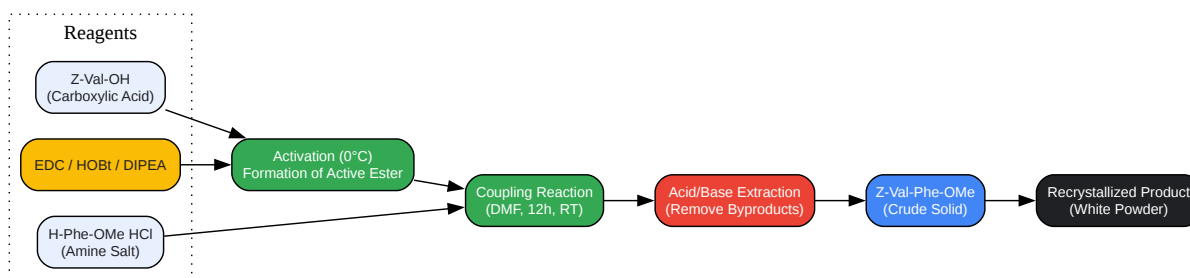 Reagents
Z-Val-OH
(Carboxylic Acid)
EDC / HOBt / DIPEA
H-Phe-OMe HCl
(Amine Salt)
Activation (0°C)
Formation of Active Ester
Coupling Reaction
(DMF, 12h, RT)
Acid/Base Extraction
(Remove Byproducts)
Z-Val-Phe-OMe
(Crude Solid)
Recrystallized Product
(White Powder)